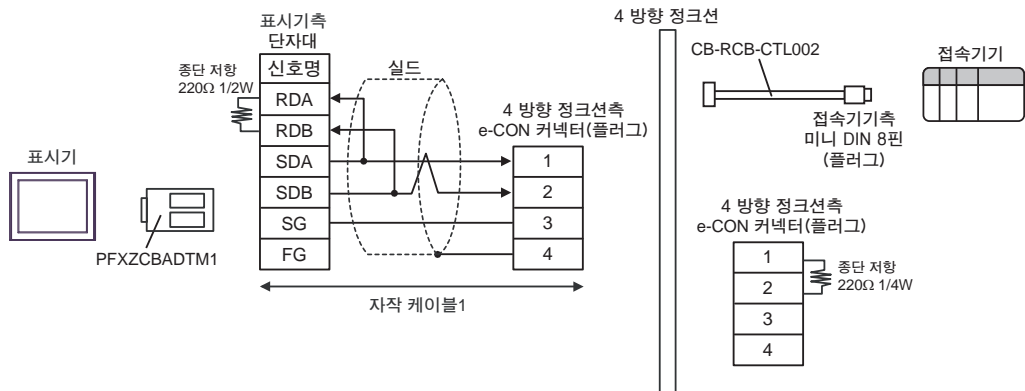 표시기
PFXZCBADTM1
표시기측
단자대
종단 저항
220Ω 1/2W
신호명
RDA
RDB
SDA
SDB
SG
FG
실드
4 방향 정크션측
e-CON 커넥터(플러그)
1
2
3
4
자작 케이블1
4 방향 정크션
CB-RCB-CTL002
접속기기측
미니 DIN 8핀
(플러그)
접속기기
4 방향 정크션측
e-CON 커넥터(플러그)
1
2
3
4
종단 저항
220Ω 1/4W